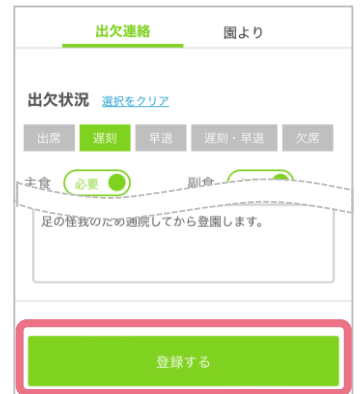 出欠連絡 園より
出欠状況 選択をクリア
出席 遅刻 早退 遅刻・早退 欠席
主食 必要 副食
足の怪我のため通院してから登園します。
登録する